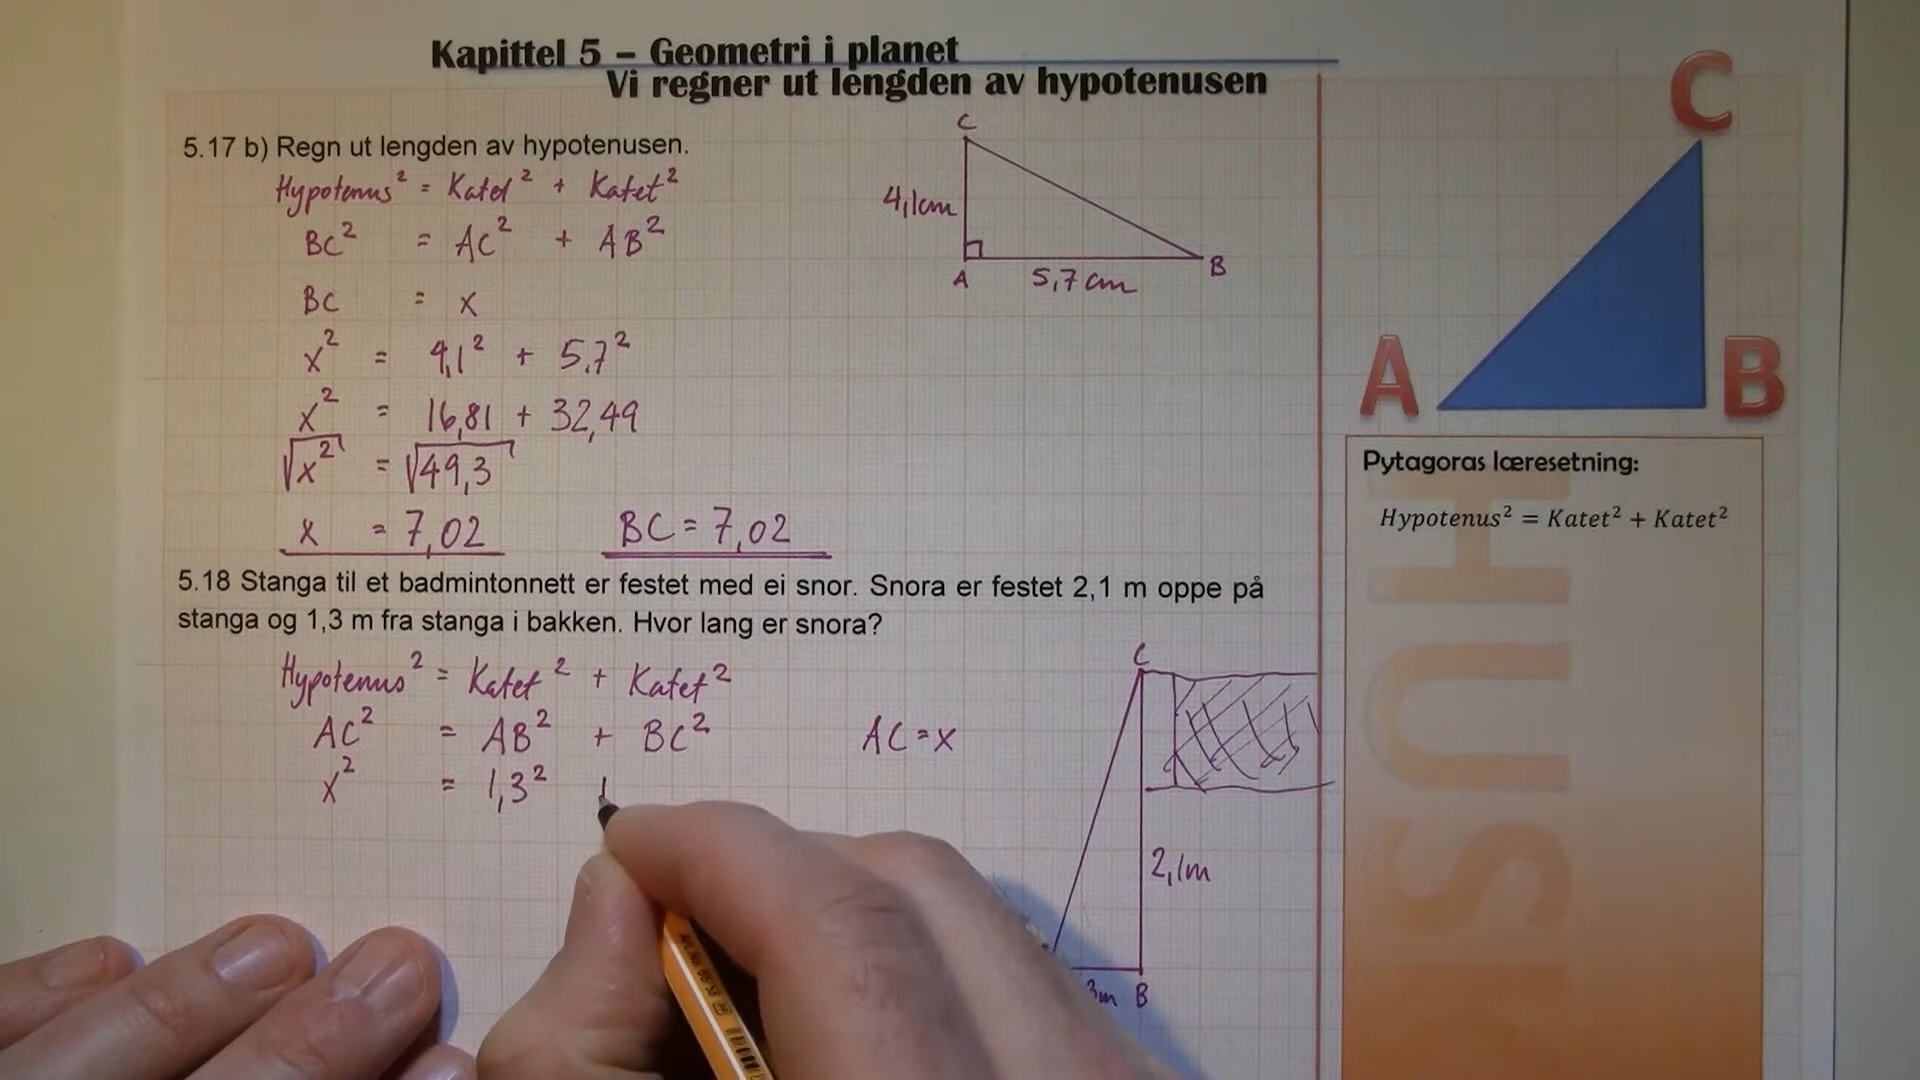 Kapittel 5 – Geometri i planet
Vi regner ut lengden av hypotenusen
5.17 b) Regn ut lengden av hypotenusen.
Hypotenus² = Katet² + Katet²
BC² = AC² + AB²
BC = x
x² = 4,1² + 5,7²
x² = 16,81 + 32,49
√x² = √49,3
x = 7,02 BC = 7,02
C
4,1cm
A 5,7 cm B
5.18 Stanga til et badmintonnett er festet med ei snor. Snora er festet 2,1 m oppe på
stanga og 1,3 m fra stanga i bakken. Hvor lang er snora?
Hypotenus² = Katet² + Katet²
AC² = AB² + BC² AC = x
x² = 1,3²
C
2,1m
3m B
C
A B
Pytagoras læresetning:
Hypotenus² = Katet² + Katet²
HUSK